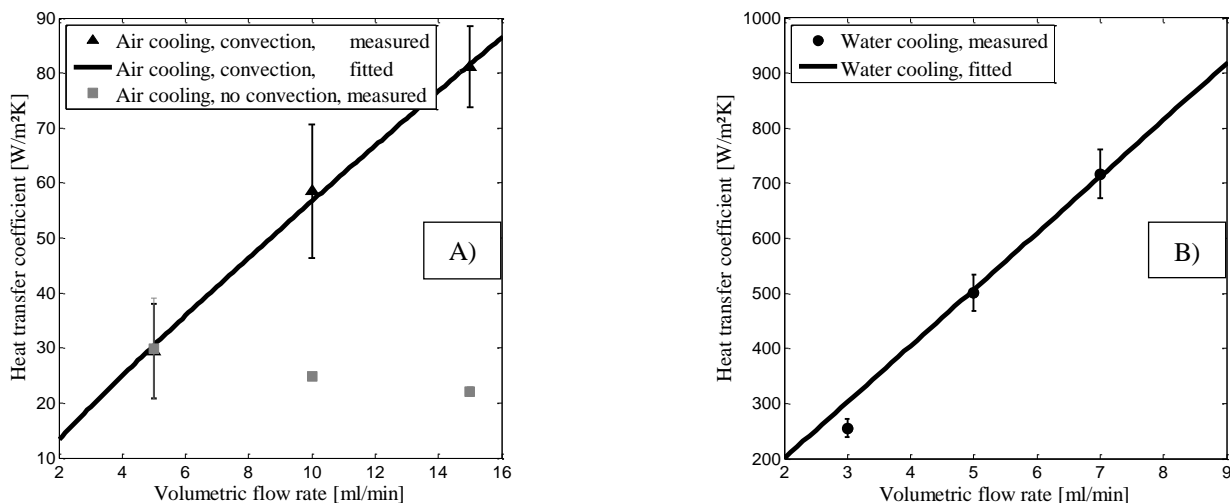 90
80
70
60
50
40
30
20
10
2 4 6 8 10 12 14 16
Heat transfer coefficient [W/m²K]
Volumetric flow rate [ml/min]
Air cooling, convection, measured
Air cooling, convection, fitted
Air cooling, no convection, measured
A)
1000
900
800
700
600
500
400
300
200
2 3 4 5 6 7 8 9
Heat transfer coefficient [W/m²K]
Volumetric flow rate [ml/min]
Water cooling, measured
Water cooling, fitted
B)